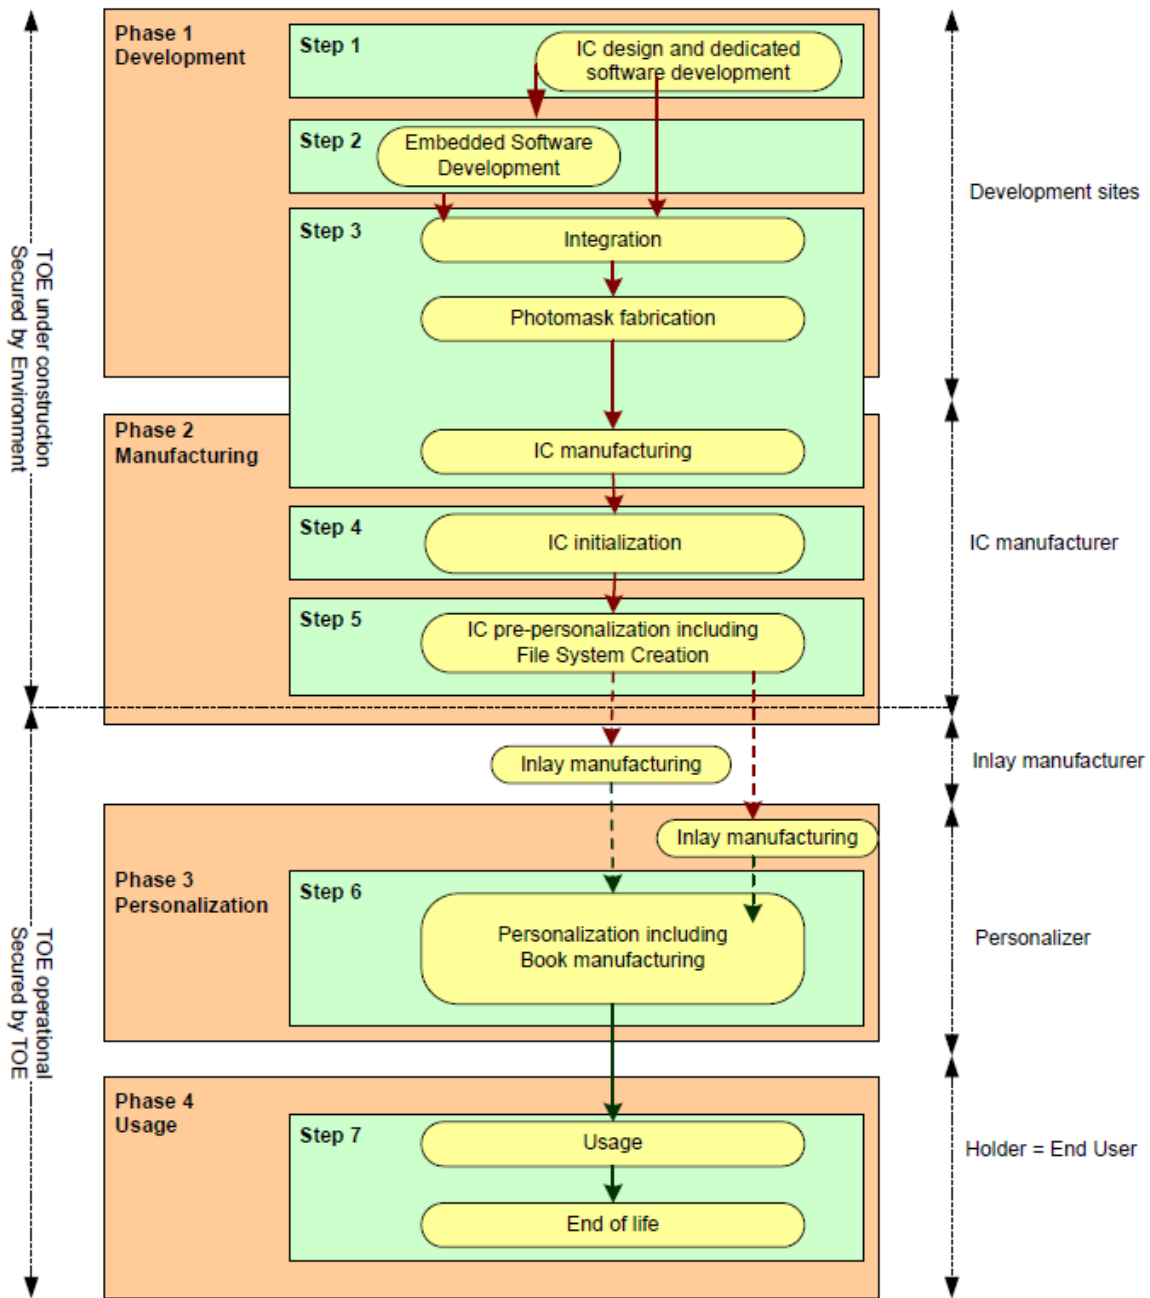 Phase 1
Development
Step 1
IC design and dedicated
software development
Step 2
Embedded Software
Development
Step 3
Integration
Photomask fabrication
Development sites
TOE under construction
Secured by Environment
Phase 2
Manufacturing
IC manufacturing
Step 4
IC initialization
IC manufacturer
Step 5
IC pre-personalization including
File System Creation
Inlay manufacturing
Inlay manufacturer
Inlay manufacturing
Phase 3
Personalization
Step 6
Personalization including
Book manufacturing
Personalizer
TOE operational
Secured by TOE
Phase 4
Usage
Step 7
Usage
End of life
Holder = End User